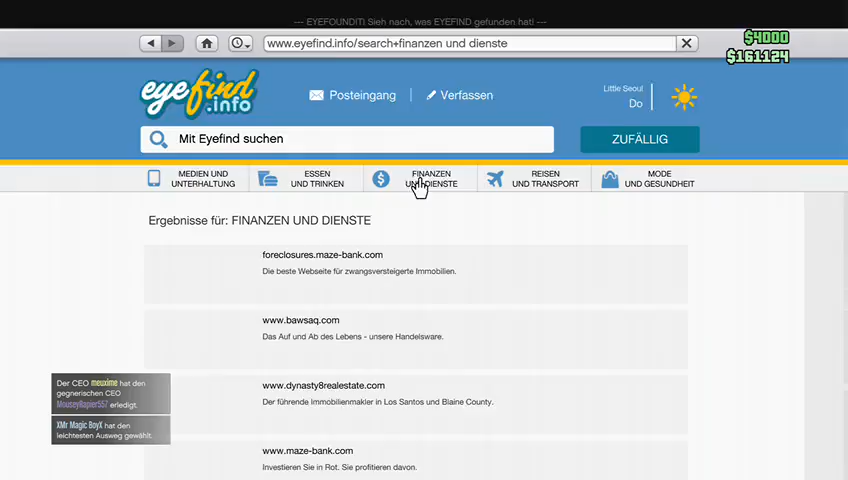 --- EYEFOUNDIT! Sieh nach, was EYEFIND gefunden hat! ---
$4000
www.eyefind.info/search+finanzen und dienste
$161124
eyefind.info
Posteingang
Verfassen
Little Seoul
Do
Mit Eyefind suchen
ZUFÄLLIG
MEDIEN UND
UNTERHALTUNG
ESSEN
UND TRINKEN
FINANZEN
UND DIENSTE
REISEN
UND TRANSPORT
MODE
UND GESUNDHEIT
Ergebnisse für: FINANZEN UND DIENSTE
foreclosures.maze-bank.com
Die beste Webseite für zwangsversteigerte Immobilien.
www.bawsaq.com
Das Auf und Ab des Lebens - unsere Handelsware.
www.dynasty8realestate.com
Der führende Immobilienmakler in Los Santos und Blaine County.
www.maze-bank.com
Investieren Sie in Rot. Sie profitieren davon.
Der CEO meuxime hat den
gegnerischen CEO
MouseyRapier557 erledigt.
XMr Magic BoyX hat den
leichtesten Ausweg gewählt.